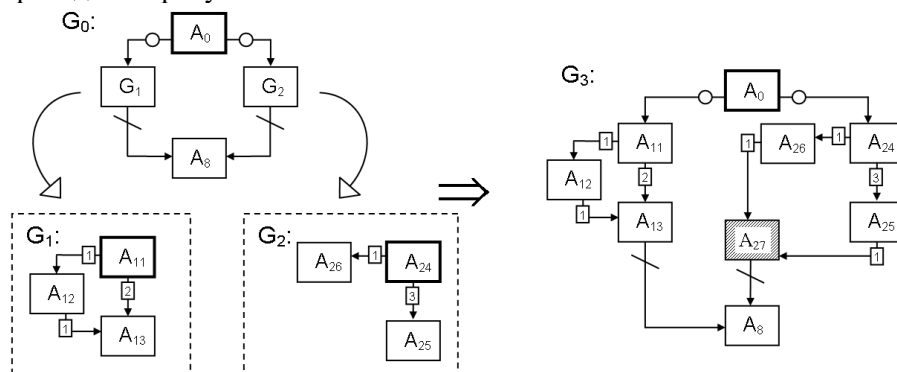 G₀:
A₀
G₁
G₂
A₈
G₁:
A₁₁
1
A₁₂
2
1
A₁₃
G₂:
A₂₆
1
A₂₄
3
A₂₅
G₃:
A₀
A₁₁
1
A₁₂
2
1
A₁₃
A₂₆
1
A₂₄
1
3
A₂₅
A₂₇
1
A₈